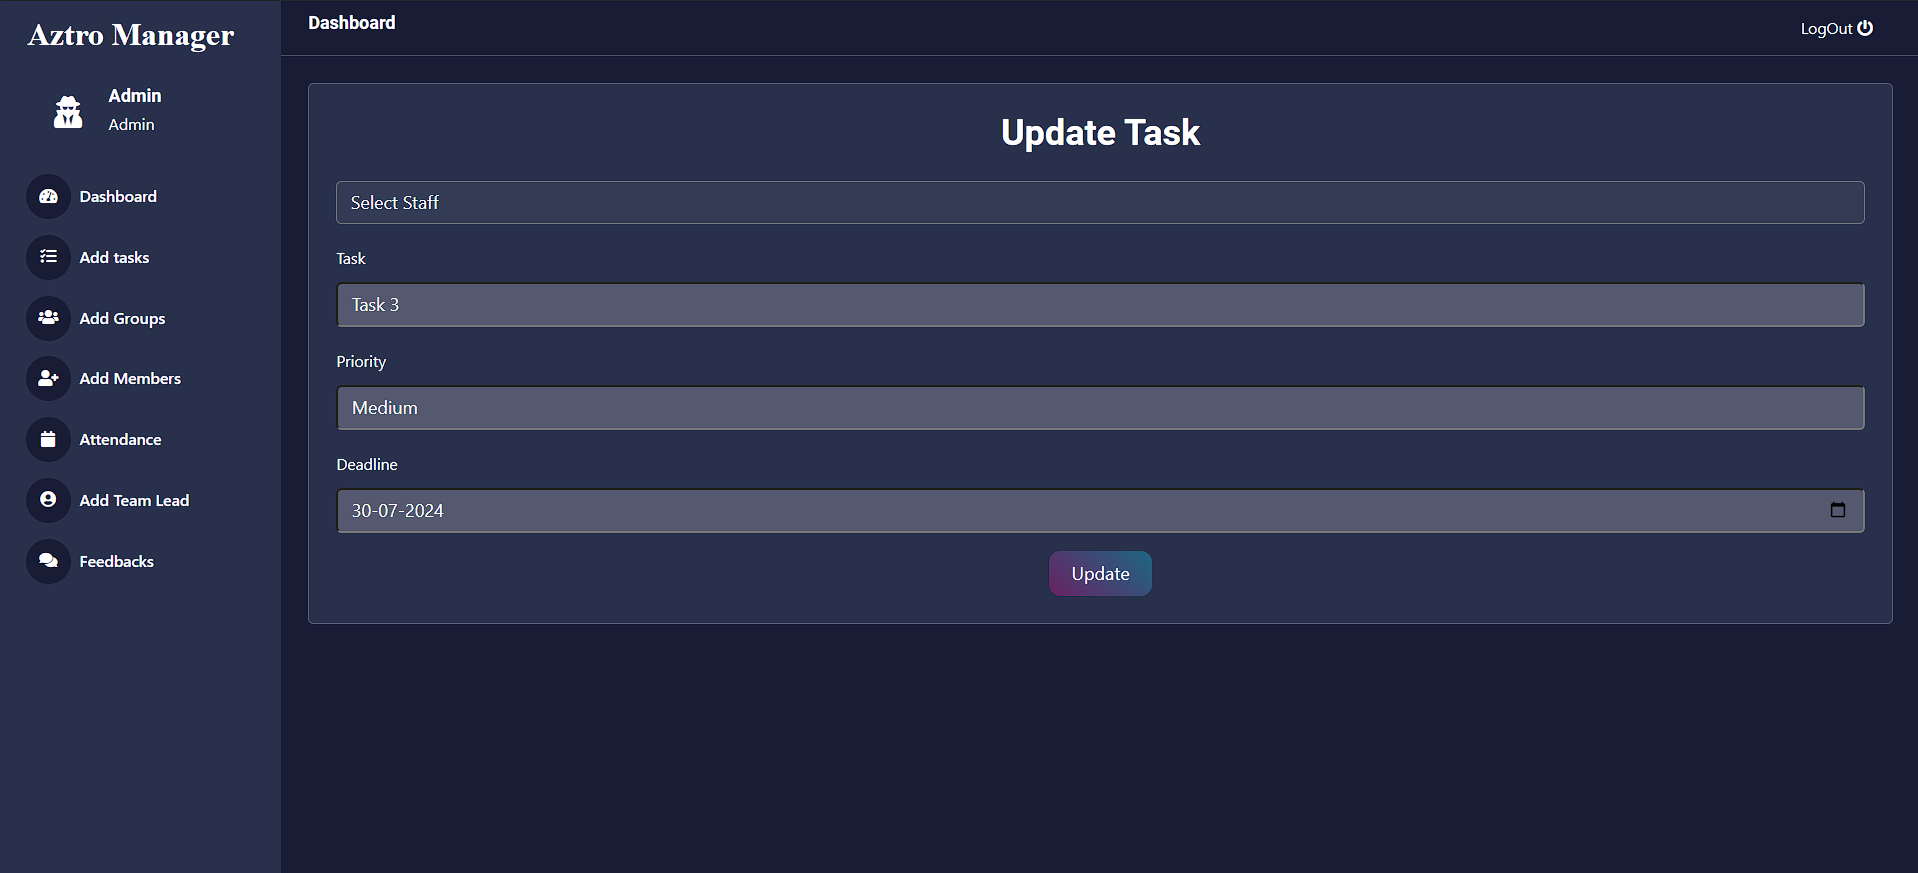 Aztro Manager
Admin
Admin
Dashboard
Add tasks
Add Groups
Add Members
Attendance
Add Team Lead
Feedbacks
Dashboard
LogOut
Update Task
Select Staff
Task
Task 3
Priority
Medium
Deadline
30-07-2024
Update